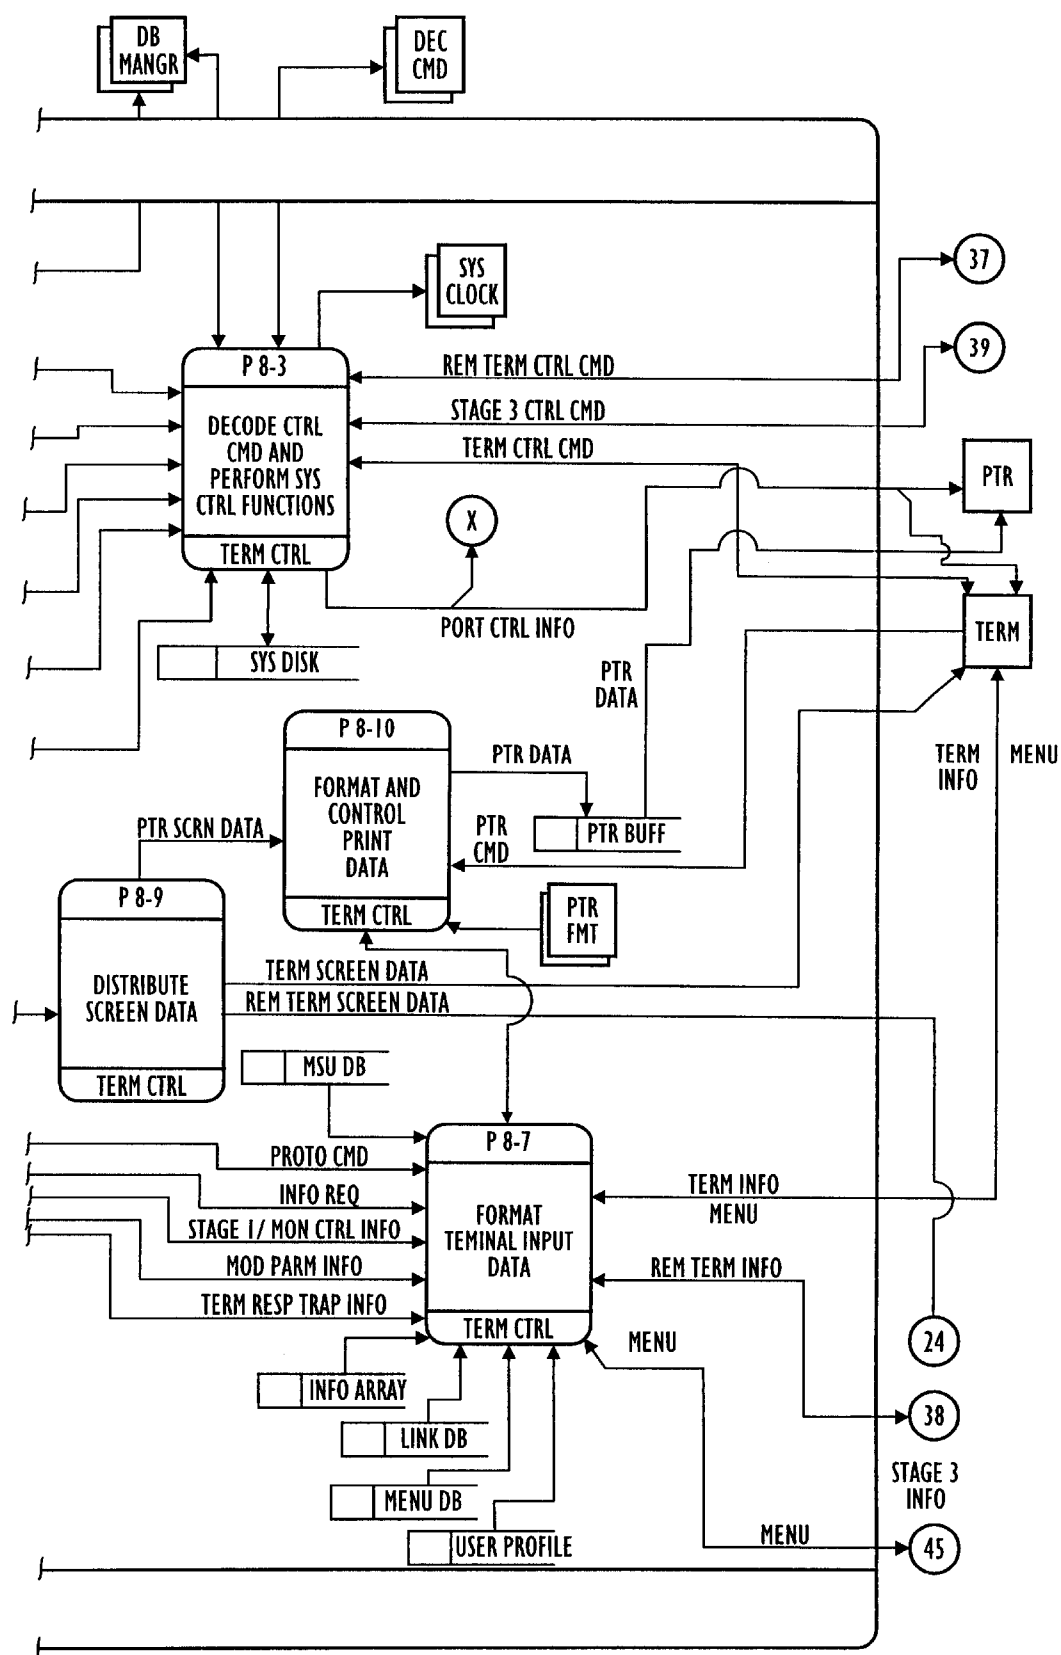 DB
MANGR
DEC
CMD
37
SYS
CLOCK
39
P 8-3
REM TERM CTRL CMD
STAGE 3 CTRL CMD
TERM CTRL CMD
DECODE CTRL
CMD AND
PERFORM SYS
CTRL FUNCTIONS
TERM CTRL
PTR
X
PORT CTRL INFO
TERM
SYS DISK
PTR
DATA
P 8-10
PTR DATA
TERM
INFO
MENU
FORMAT AND
CONTROL
PRINT
DATA
PTR SCRN DATA
PTR
CMD
PTR BUFF
P 8-9
TERM CTRL
PTR
FMT
DISTRIBUTE
SCREEN DATA
TERM SCREEN DATA
REM TERM SCREEN DATA
TERM CTRL
MSU DB
P 8-7
PROTO CMD
INFO REQ
STAGE 1/ MON CTRL INFO
MOD PARM INFO
TERM RESP TRAP INFO
FORMAT
TEMINAL INPUT
DATA
TERM CTRL
TERM INFO
MENU
REM TERM INFO
MENU
24
INFO ARRAY
38
LINK DB
STAGE 3
INFO
MENU DB
USER PROFILE
MENU
45